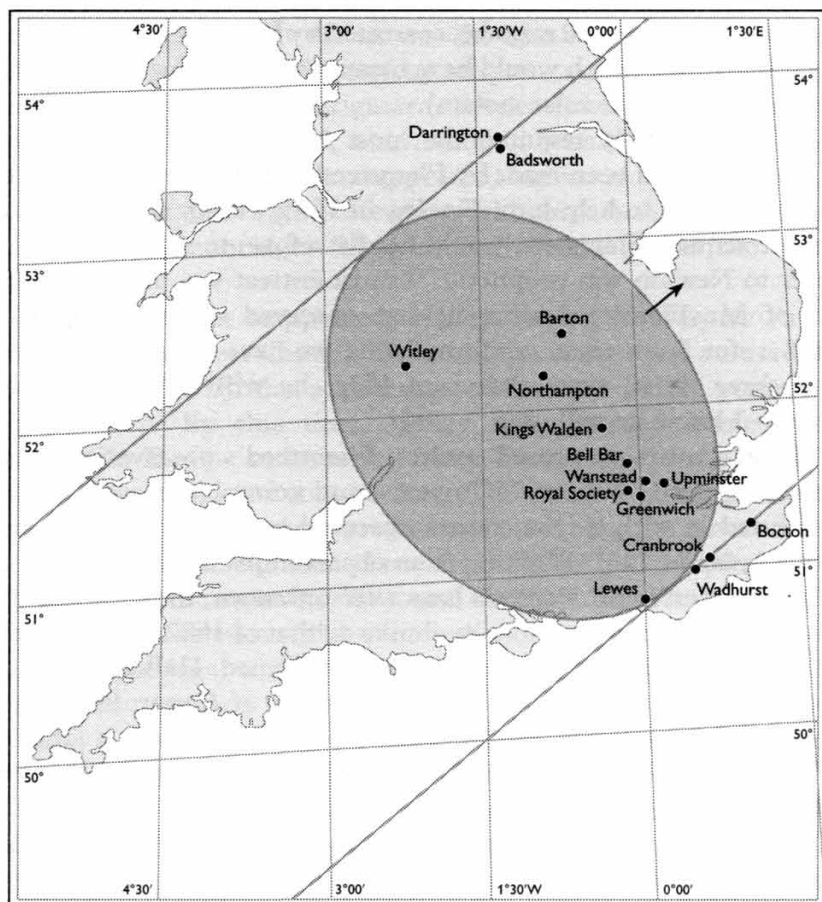 4°30'
3°00'
1°30'W
0°00'
1°30'E
54°
54°
Darrington
Badsworth
53°
53°
Barton
Witley
Northampton
52°
52°
Kings Walden
Bell Bar
Wanstead
Upminster
Royal Society
Greenwich
Bocton
Cranbrook
51°
51°
Wadhurst
Lewes
50°
50°
4°30'
3°00'
1°30'W
0°00'